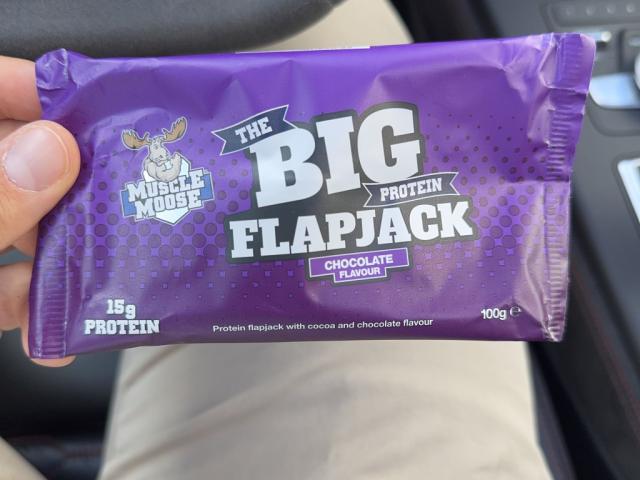 MUSCLE
MOOSE
THE
BIG
PROTEIN
FLAPJACK
CHOCOLATE
FLAVOUR
15g
PROTEIN
Protein flapjack with cocoa and chocolate flavour
100g ℮